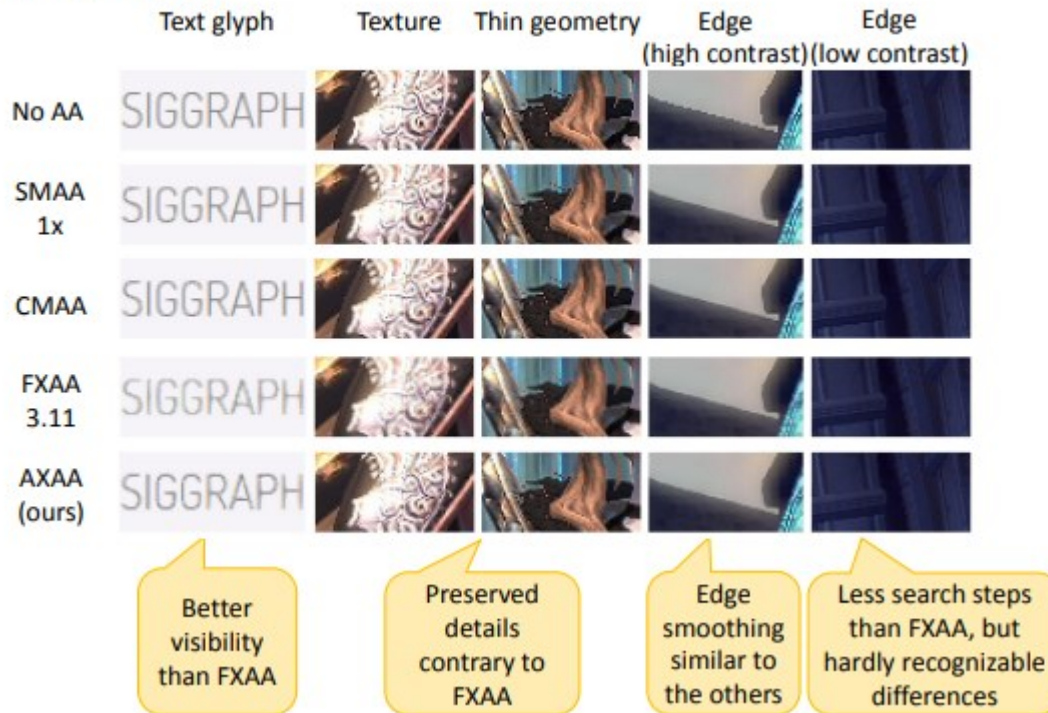 Text glyph
Texture
Thin geometry
Edge
(high contrast)
Edge
(low contrast)
No AA
SIGGRAPH
SMAA
1x
SIGGRAPH
CMAA
SIGGRAPH
FXAA
3.11
SIGGRAPH
AXAA
(ours)
SIGGRAPH
Better
visibility
than FXAA
Preserved
details
contrary to
FXAA
Edge
smoothing
similar to
the others
Less search steps
than FXAA, but
hardly recognizable
differences